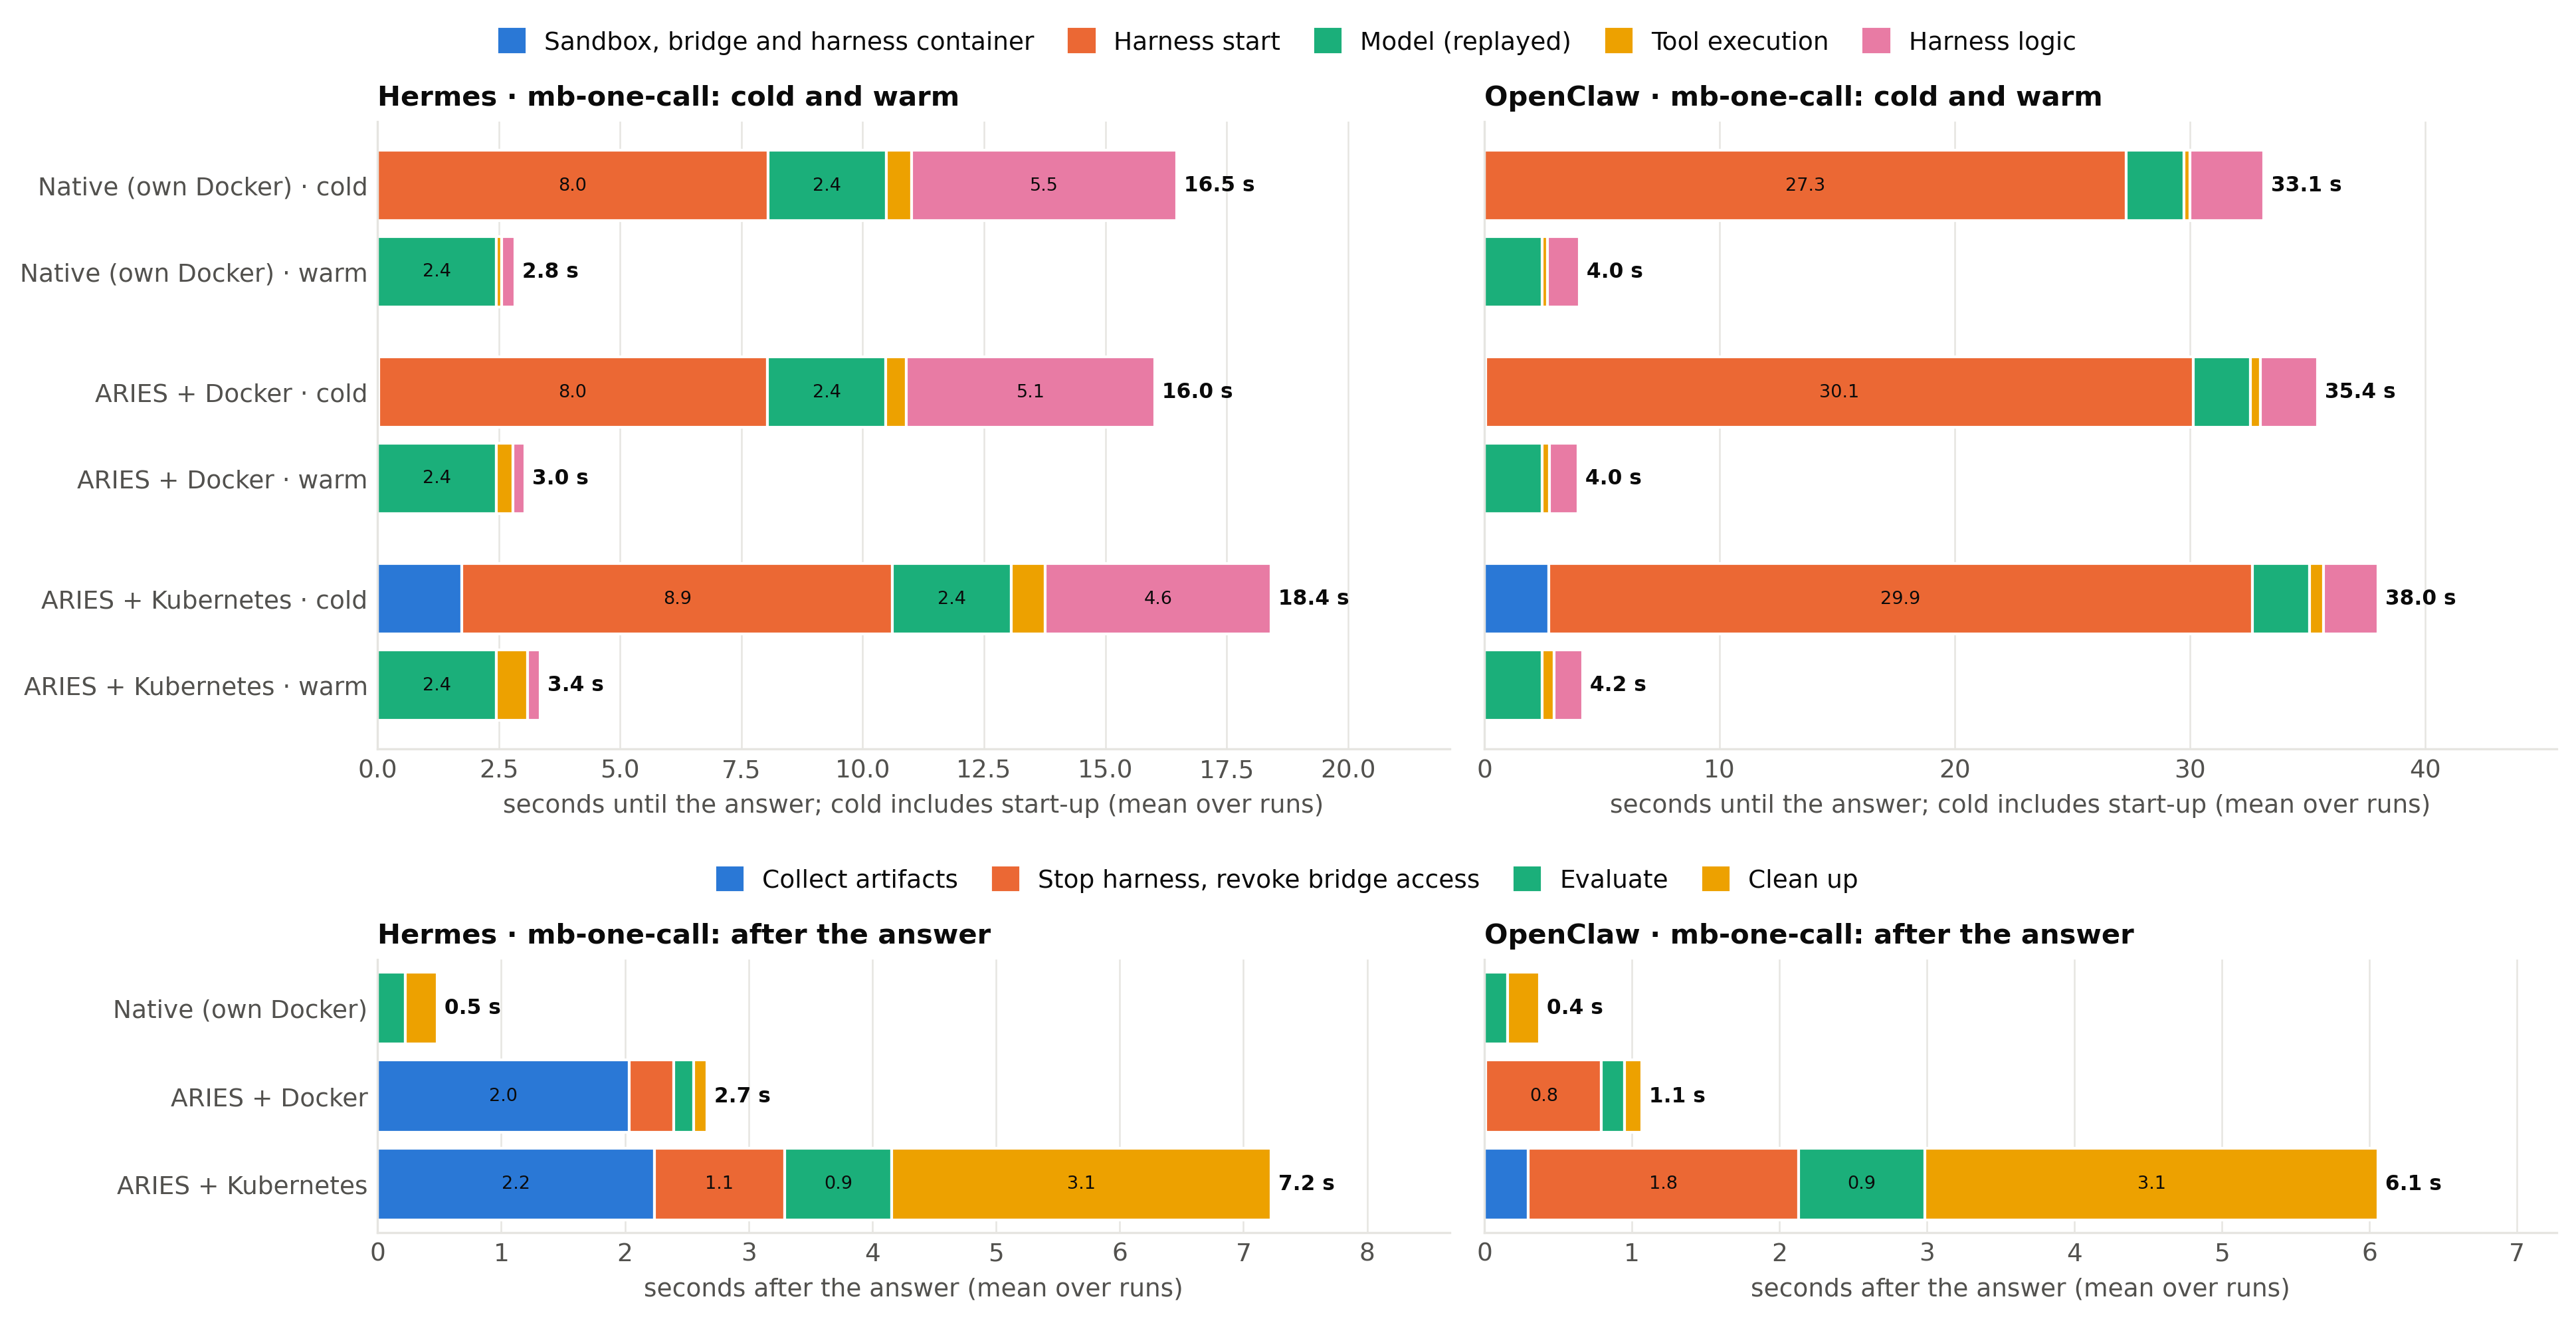 Sandbox, bridge and harness container Harness start Model (replayed) Tool execution Harness logic
Hermes · mb-one-call: cold and warm
Native (own Docker) · cold 8.0 2.4 5.5 16.5 s
Native (own Docker) · warm 2.4 2.8 s
ARIES + Docker · cold 8.0 2.4 5.1 16.0 s
ARIES + Docker · warm 2.4 3.0 s
ARIES + Kubernetes · cold 8.9 2.4 4.6 18.4 s
ARIES + Kubernetes · warm 2.4 3.4 s
0.0 2.5 5.0 7.5 10.0 12.5 15.0 17.5 20.0
seconds until the answer; cold includes start-up (mean over runs)
OpenClaw · mb-one-call: cold and warm
27.3 33.1 s
4.0 s
30.1 35.4 s
4.0 s
29.9 38.0 s
4.2 s
0 10 20 30 40
seconds until the answer; cold includes start-up (mean over runs)
Collect artifacts Stop harness, revoke bridge access Evaluate Clean up
Hermes · mb-one-call: after the answer
Native (own Docker) 0.5 s
ARIES + Docker 2.0 2.7 s
ARIES + Kubernetes 2.2 1.1 0.9 3.1 7.2 s
0 1 2 3 4 5 6 7 8
seconds after the answer (mean over runs)
OpenClaw · mb-one-call: after the answer
0.4 s
0.8 1.1 s
1.8 0.9 3.1 6.1 s
0 1 2 3 4 5 6 7
seconds after the answer (mean over runs)